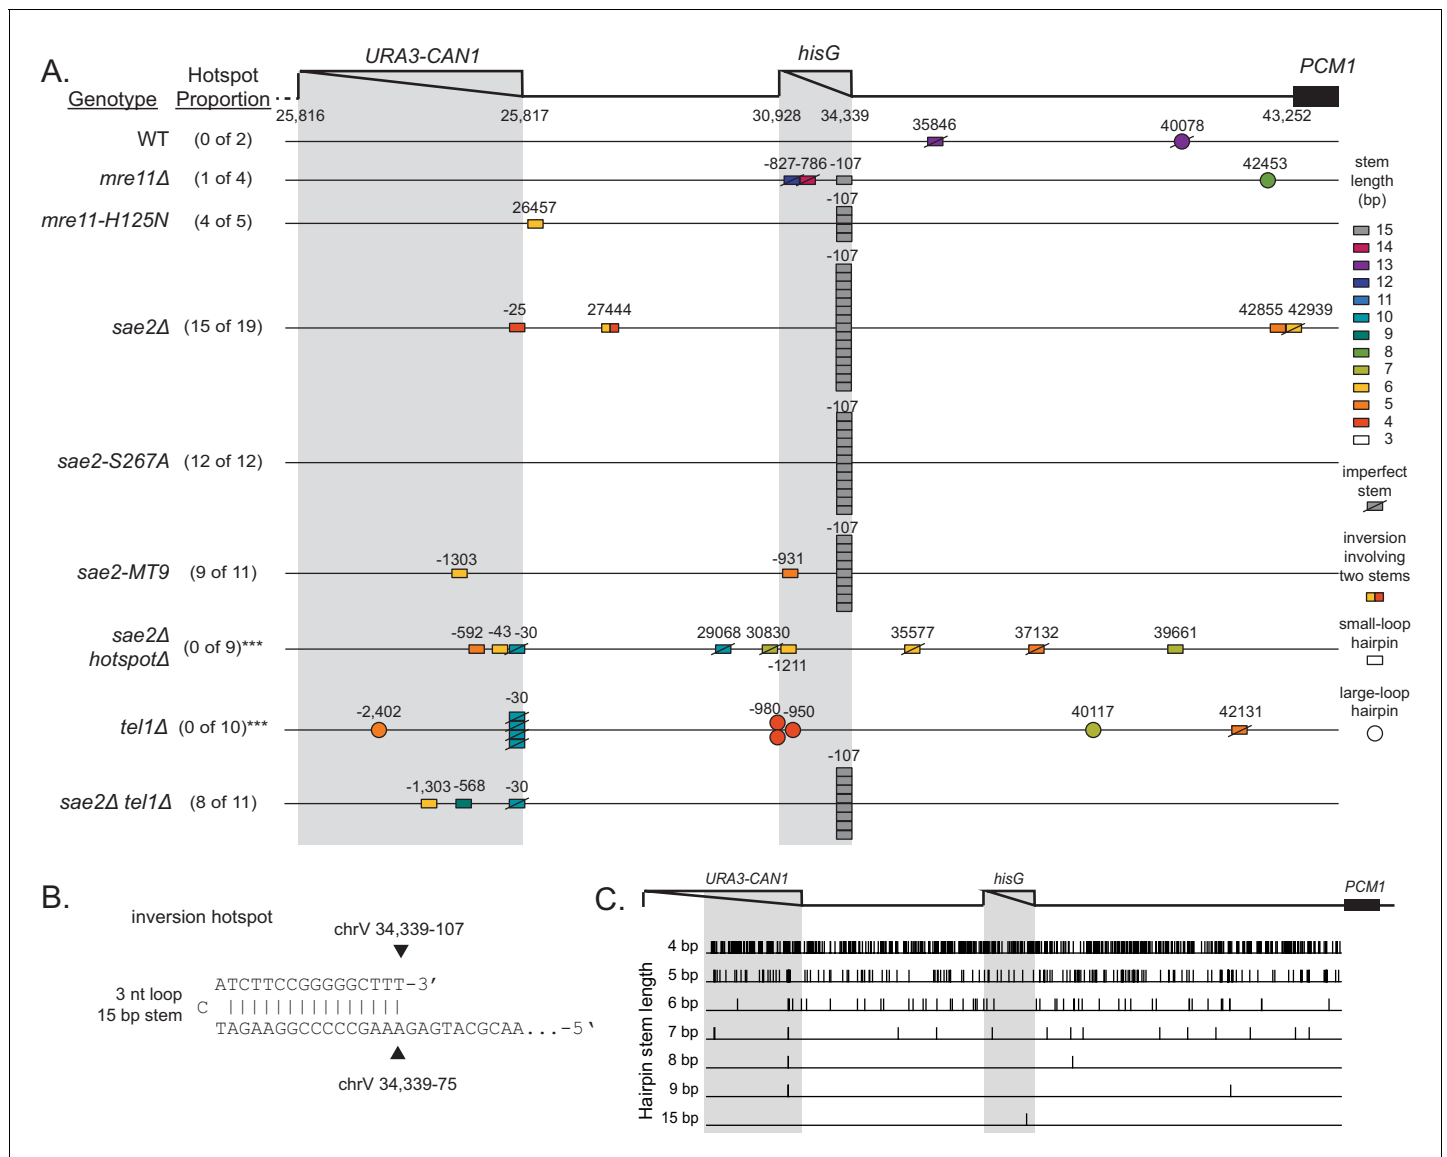 A.
Genotype
Hotspot
Proportion
URA3-CAN1
hisG
PCM1
25,816
25,817
30,928
34,339
43,252
WT (0 of 2) 35846 40078
mre11Δ (1 of 4) -827 -786 -107 42453
mre11-H125N (4 of 5) 26457 -107
sae2Δ (15 of 19) -25 27444 -107 42855 42939
sae2-S267A (12 of 12) -107
sae2-MT9 (9 of 11) -1303 -931 -107
sae2Δ
hotspotΔ (0 of 9)*** -592 -43 -30 29068 30830 -1211 35577 37132 39661
tel1Δ (0 of 10)*** -2,402 -30 -980 -950 40117 42131
sae2Δ tel1Δ (8 of 11) -1,303 -568 -30 -107
stem
length
(bp)
15
14
13
12
11
10
9
8
7
6
5
4
3
imperfect
stem
inversion
involving
two stems
small-loop
hairpin
large-loop
hairpin
B.
inversion hotspot
chrV 34,339-107
3 nt loop
15 bp stem
ATCTTCCGGGGGCTTT-3’
C
TAGAAGGCCCCCGAAAGAGTACGCAA...-5‘
chrV 34,339-75
C.
URA3-CAN1
hisG
PCM1
Hairpin stem length
4 bp
5 bp
6 bp
7 bp
8 bp
9 bp
15 bp